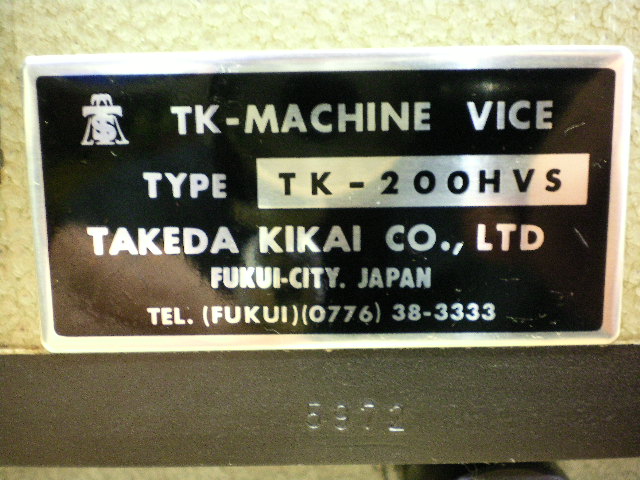 TK-MACHINE VICE
TYPE TK-200HVS
TAKEDA KIKAI CO., LTD
FUKUI-CITY. JAPAN
TEL. (FUKUI)(0776) 38-3333
5972